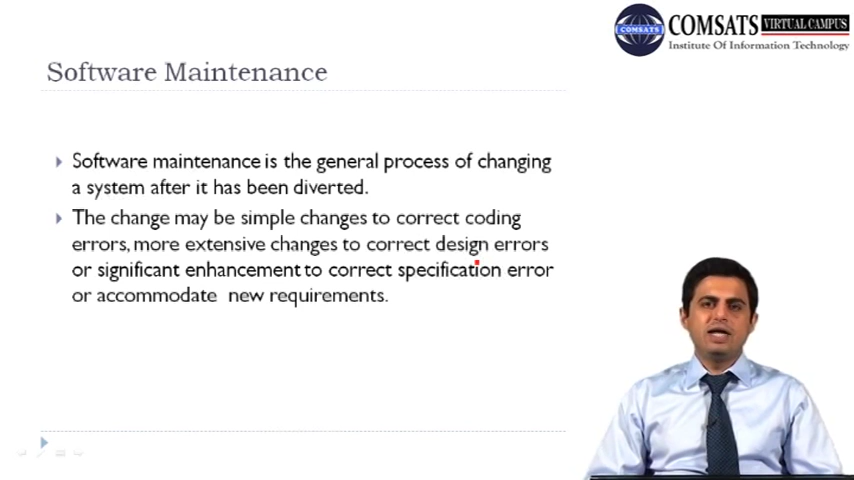 COMSATS
COMSATS VIRTUAL CAMPUS
Institute Of Information Technology
Software Maintenance
Software maintenance is the general process of changing
a system after it has been diverted.
The change may be simple changes to correct coding
errors, more extensive changes to correct design errors
or significant enhancement to correct specification error
or accommodate new requirements.